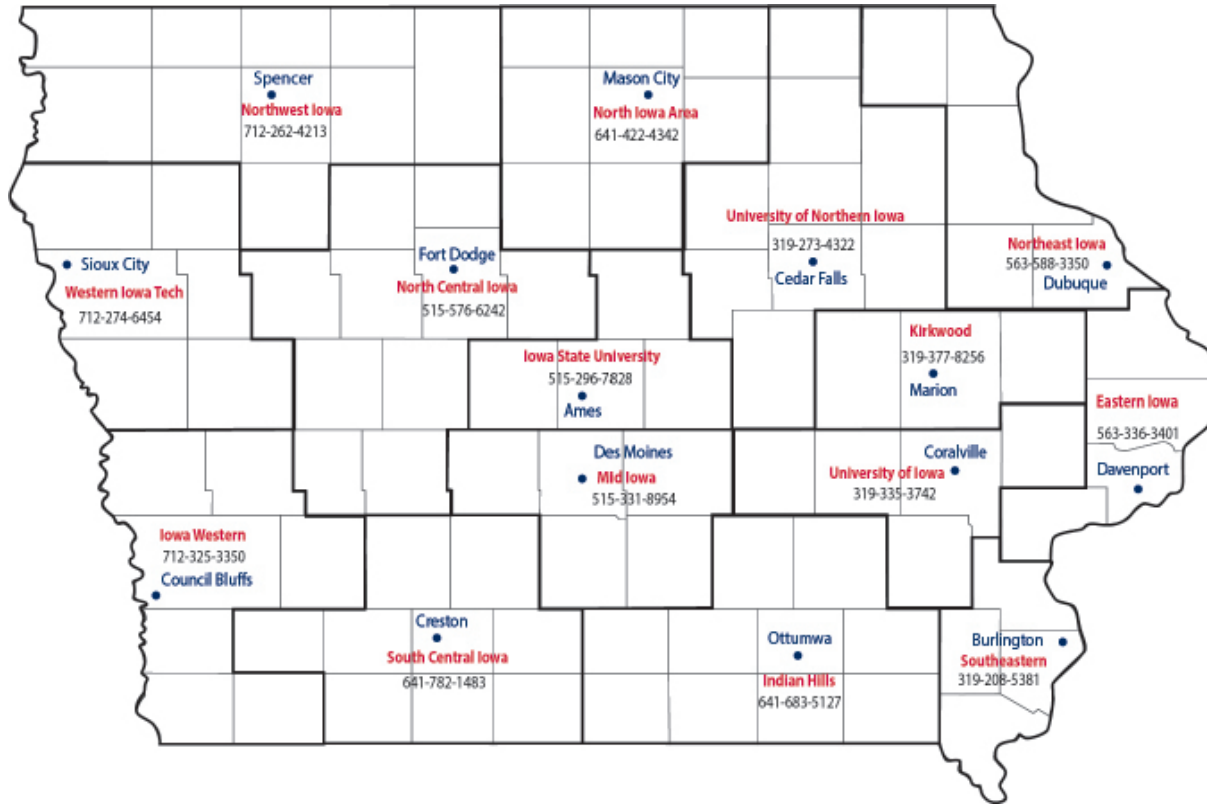 Spencer
Northwest Iowa
712-262-4213
Mason City
North Iowa Area
641-422-4342
University of Northern Iowa
319-273-4322
Cedar Falls
Northeast Iowa
563-588-3350
Dubuque
Sioux City
Western Iowa Tech
712-274-6454
Fort Dodge
North Central Iowa
515-576-6242
Iowa State University
515-296-7828
Ames
Kirkwood
319-377-8256
Marion
Eastern Iowa
563-336-3401
Davenport
Des Moines
Mid Iowa
515-331-8954
Coralville
University of Iowa
319-335-3742
Iowa Western
712-325-3350
Council Bluffs
Creston
South Central Iowa
641-782-1483
Ottumwa
Indian Hills
641-683-5127
Burlington
Southeastern
319-208-5381